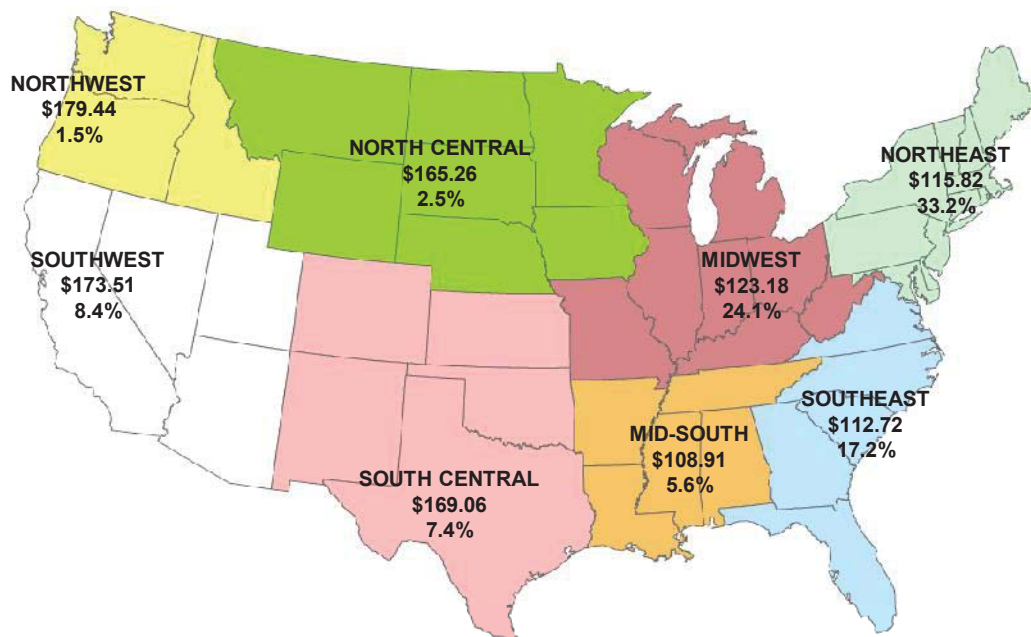 NORTHWEST
$179.44
1.5%
NORTH CENTRAL
$165.26
2.5%
NORTHEAST
$115.82
33.2%
SOUTHWEST
$173.51
8.4%
MIDWEST
$123.18
24.1%
SOUTHEAST
$112.72
17.2%
MID-SOUTH
$108.91
5.6%
SOUTH CENTRAL
$169.06
7.4%